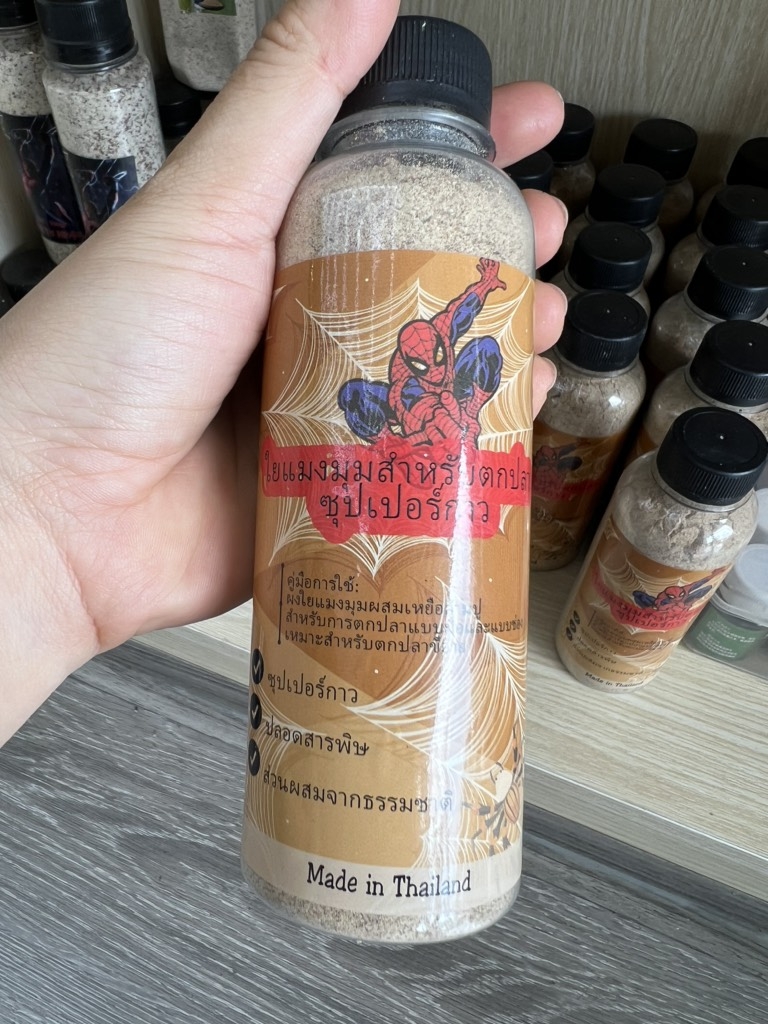 ใยแมงมุมสำหรับตกปลา
ซุปเปอร์กาว
คู่มือการใช้:
ผงใยแมงมุมผสมเหยื่อ
สำหรับการตกปลาแบบ
เหมาะสำหรับตกปลา
ซุปเปอร์กาว
ปลอดสารพิษ
ส่วนผสมจากธรรมชาติ
Made in Thailand